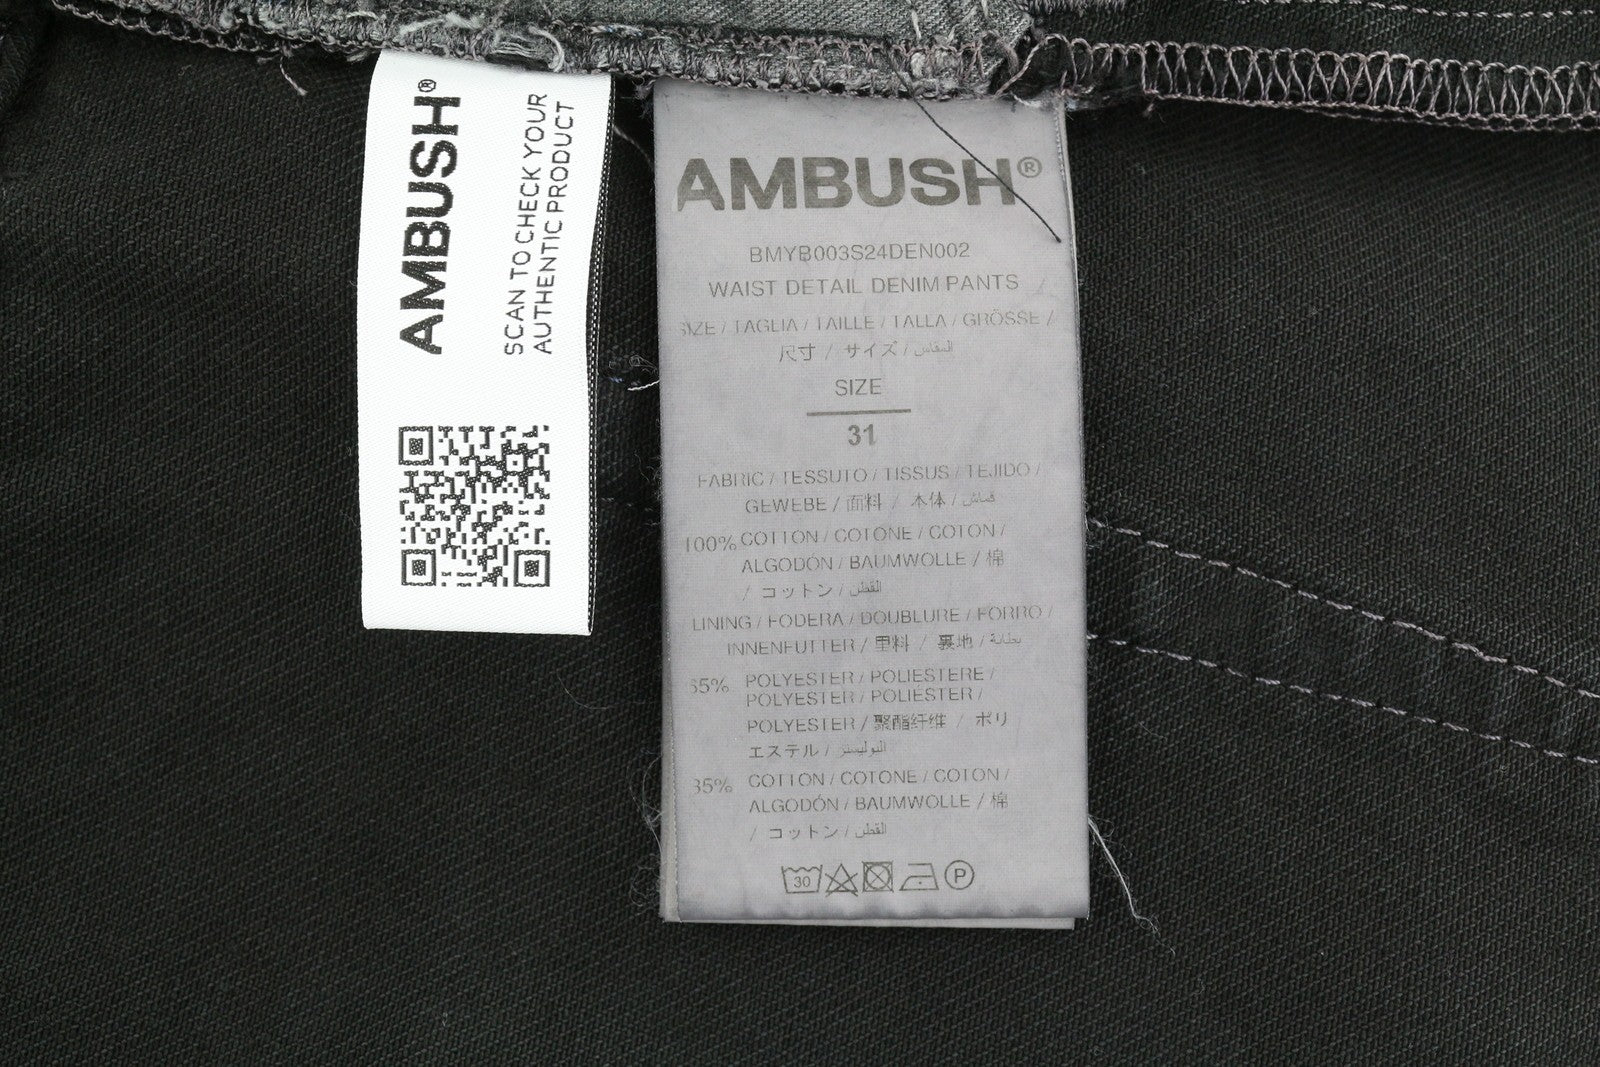 AMBUSH®
SCAN TO CHECK YOUR
AUTHENTIC PRODUCT
AMBUSH®
BMYB003S24DEN002
WAIST DETAIL DENIM PANTS
SIZE / TAGLIA / TAILLE / TALLA / GRÖSSE /
尺寸 / サイズ / المقاس
SIZE
31
FABRIC / TESSUTO / TISSUS / TEJIDO /
GEWEBE / 面料 / 本体 / قماش
100% COTTON / COTONE / COTON /
ALGODÓN / BAUMWOLLE / 棉
/ コットン / القطن
LINING / FODERA / DOUBLURE / FORRO /
INNENFUTTER / 里料 / 裏地 / بطانة
65% POLYESTER / POLIESTERE /
POLYESTER / POLIESTER /
POLYESTER / 聚酯纤维 / ポリ
エステル / البوليستر
35% COTTON / COTONE / COTON /
ALGODÓN / BAUMWOLLE / 棉
/ コットン / القطن
30 P